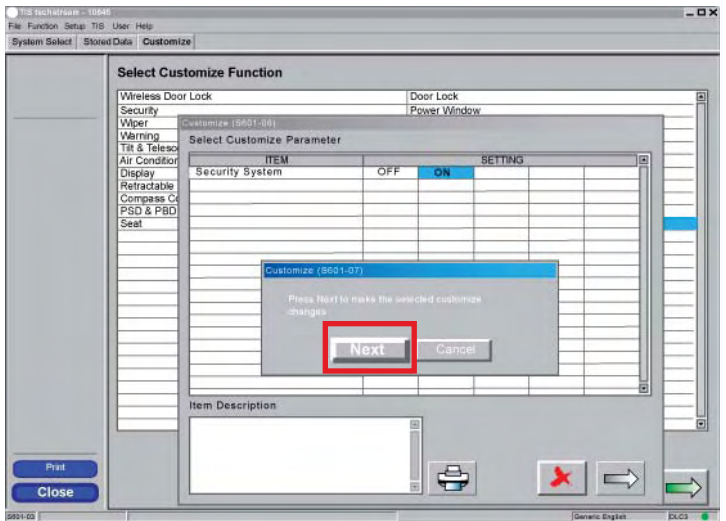 TIS techstream - 10845
File Function Setup TIS User Help
System Select Stored Data Customize
Select Customize Function
Wireless Door Lock Door Lock
Security Power Window
Wiper
Warning
Tilt & Teleso
Air Condition
Display
Retractable
Compass Co
PSD & PBD
Seat
Customize (S601-06)
Select Customize Parameter
ITEM SETTING
Security System OFF ON
Customize (S601-07)
Press Next to make the selected customize
changes
Next Cancel
Item Description
Print
Close
S601-03 Generic English DLC3